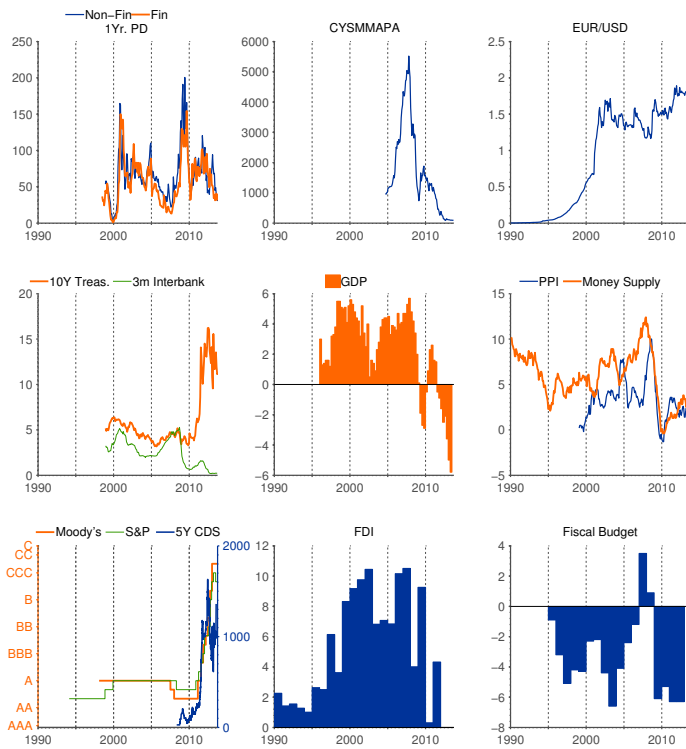 Non−Fin Fin
1Yr. PD
CYSMMAPA
EUR/USD
250
200
150
100
50
0
1990 2000 2010
6000
5000
4000
3000
2000
1000
0
1990 2000 2010
2.5
2
1.5
1
0.5
0
1990 2000 2010
10Y Treas. 3m Interbank
GDP
PPI Money Supply
20
15
10
5
0
1990 2000 2010
6
4
2
0
−2
−4
−6
1990 2000 2010
15
10
5
0
−5
1990 2000 2010
Moody's S&P 5Y CDS
FDI
Fiscal Budget
C
CC
CCC
B
BB
BBB
A
AA
AAA
2000
1000
0
1990 2000 2010
12
10
8
6
4
2
0
1990 2000 2010
4
2
0
−2
−4
−6
−8
1990 2000 2010